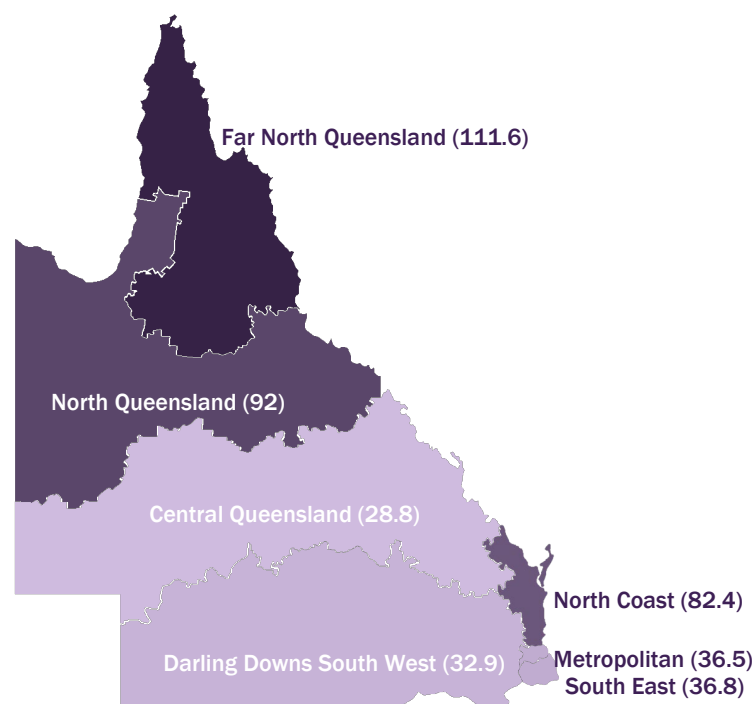 Far North Queensland (111.6)
North Queensland (92)
Central Queensland (28.8)
North Coast (82.4)
Darling Downs South West (32.9)
Metropolitan (36.5)
South East (36.8)